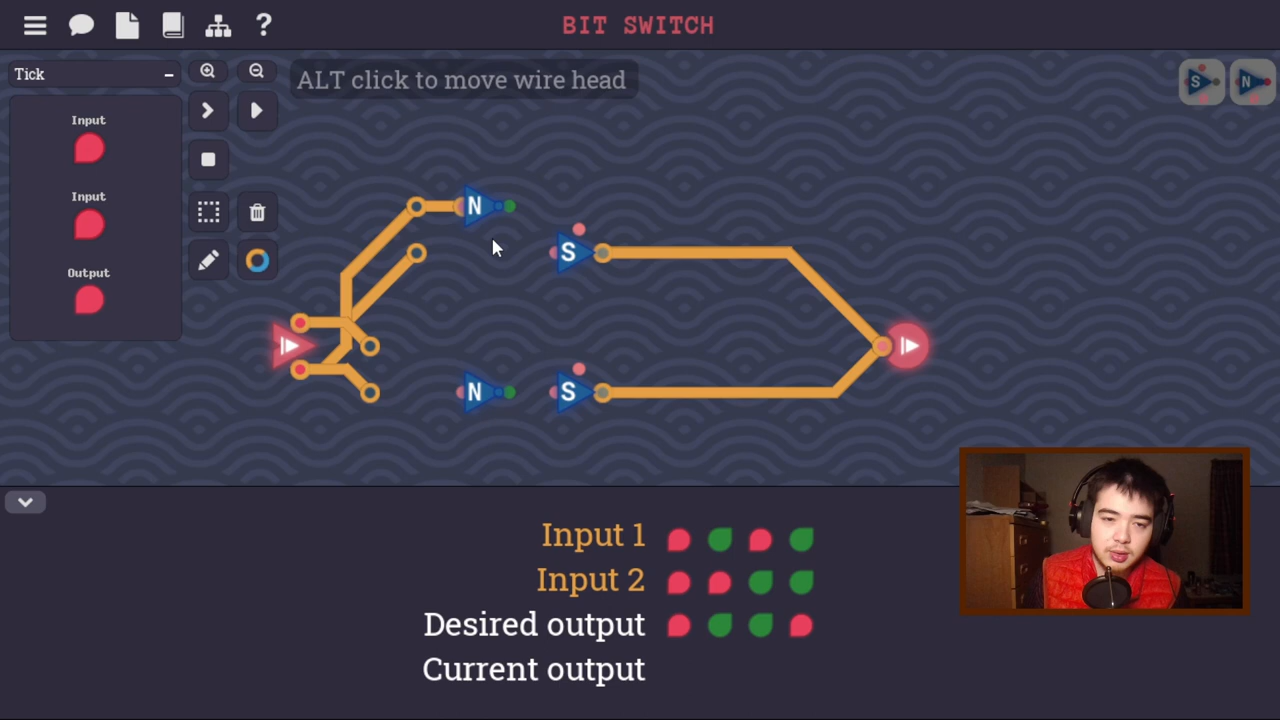 BIT SWITCH
Tick
ALT click to move wire head
S N
Input
Input
Output
N
S
N
S
Input 1
Input 2
Desired output
Current output